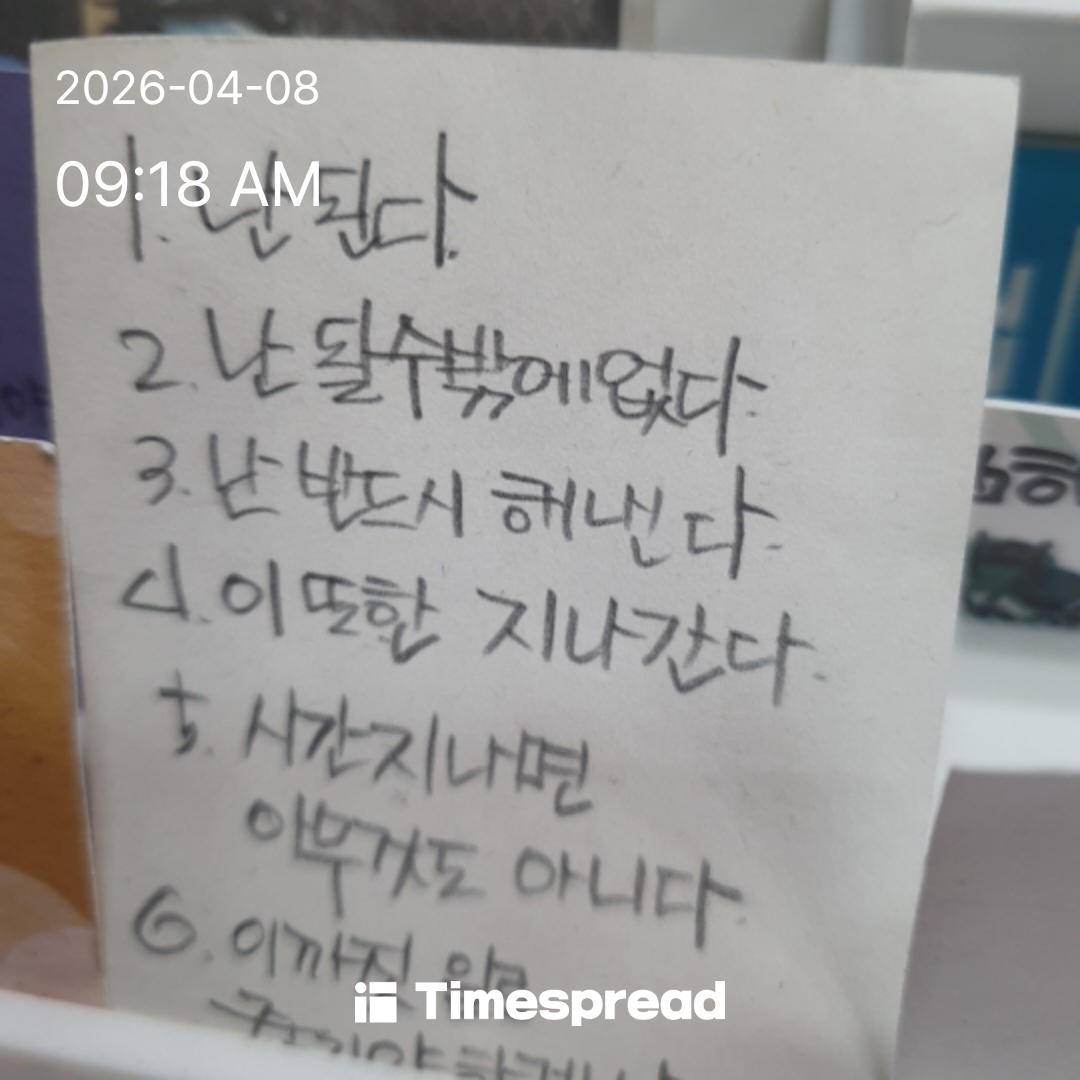 2026-04-08
09:18 AM
1. 난 된다.
2. 난 될수밖에없다.
3. 난 반드시 해낸다.
4. 이 또한 지나간다.
5. 시간지나면
아무것도 아니다.
6. 이까짓
Timespread